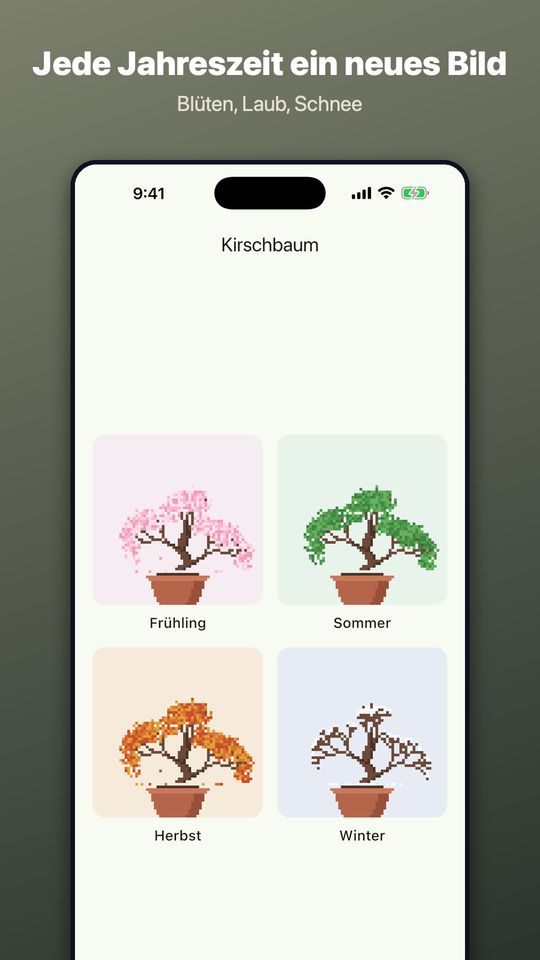 Jede Jahreszeit ein neues Bild
Blüten, Laub, Schnee
9:41
Kirschbaum
Frühling
Sommer
Herbst
Winter